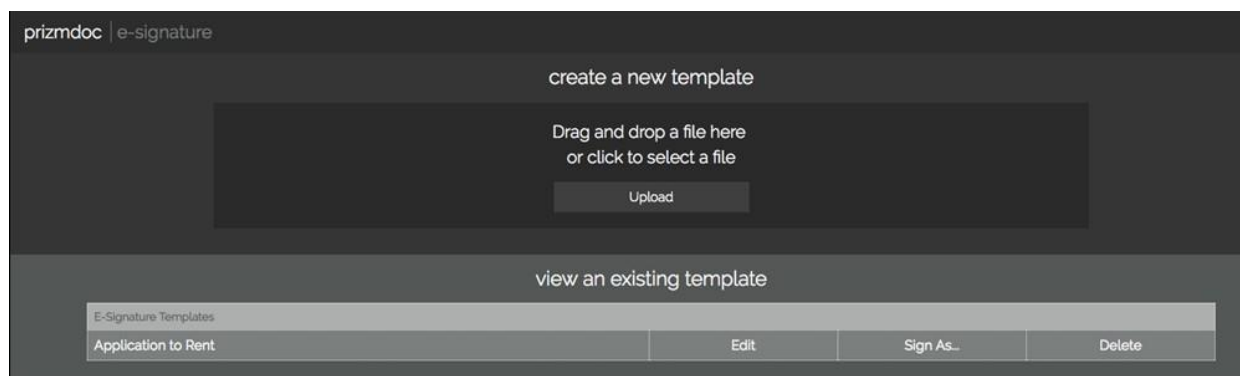 prizmdoc | e-signature
create a new template
Drag and drop a file here
or click to select a file
Upload
view an existing template
E-Signature Templates
Application to Rent Edit Sign As... Delete